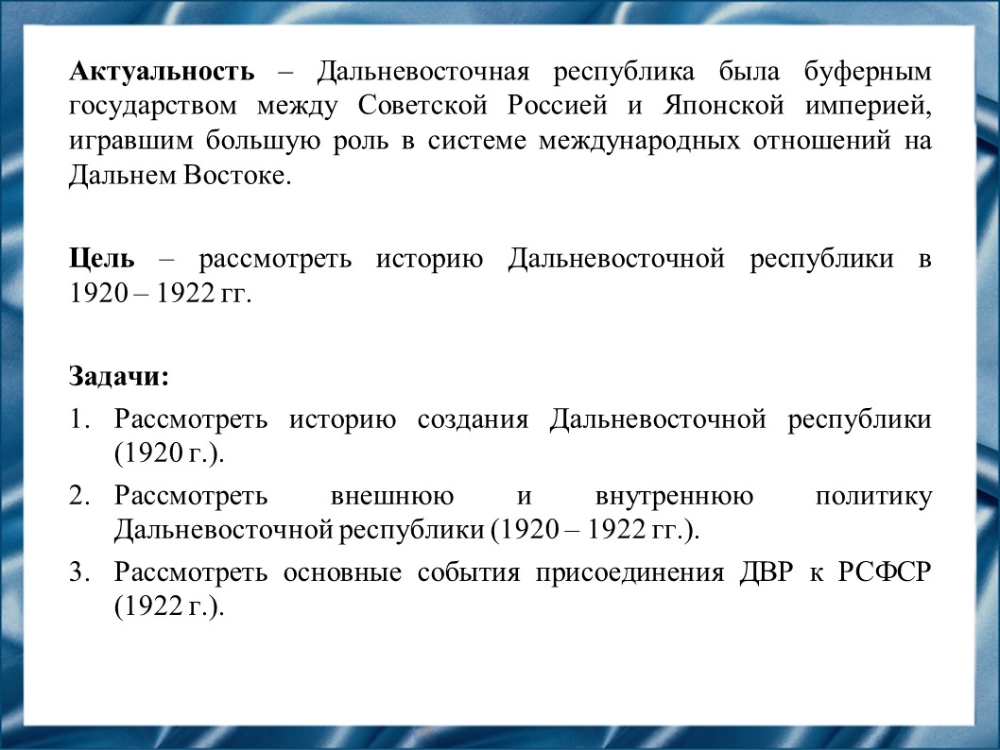 Актуальность – Дальневосточная республика была буферным
государством между Советской Россией и Японской империей,
игравшим большую роль в системе международных отношений на
Дальнем Востоке.
Цель – рассмотреть историю Дальневосточной республики в
1920 – 1922 гг.
Задачи:
1. Рассмотреть историю создания Дальневосточной республики
(1920 г.).
2. Рассмотреть внешнюю и внутреннюю политику
Дальневосточной республики (1920 – 1922 гг.).
3. Рассмотреть основные события присоединения ДВР к РСФСР
(1922 г.).